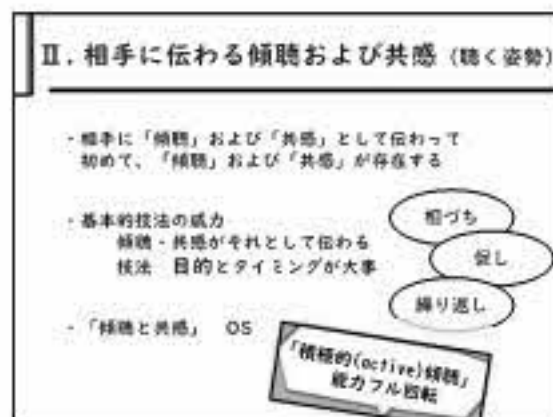 Ⅱ. 相手に伝わる傾聴および共感 (聴く姿勢)
・相手に「傾聴」および「共感」として伝わって
初めて、「傾聴」および「共感」が存在する
・基本的技法の威力
傾聴・共感がそれとして伝わる
技法 目的とタイミングが大事
相づち
促し
繰り返し
・「傾聴と共感」 OS
「積極的(active)傾聴」
能力フル回転